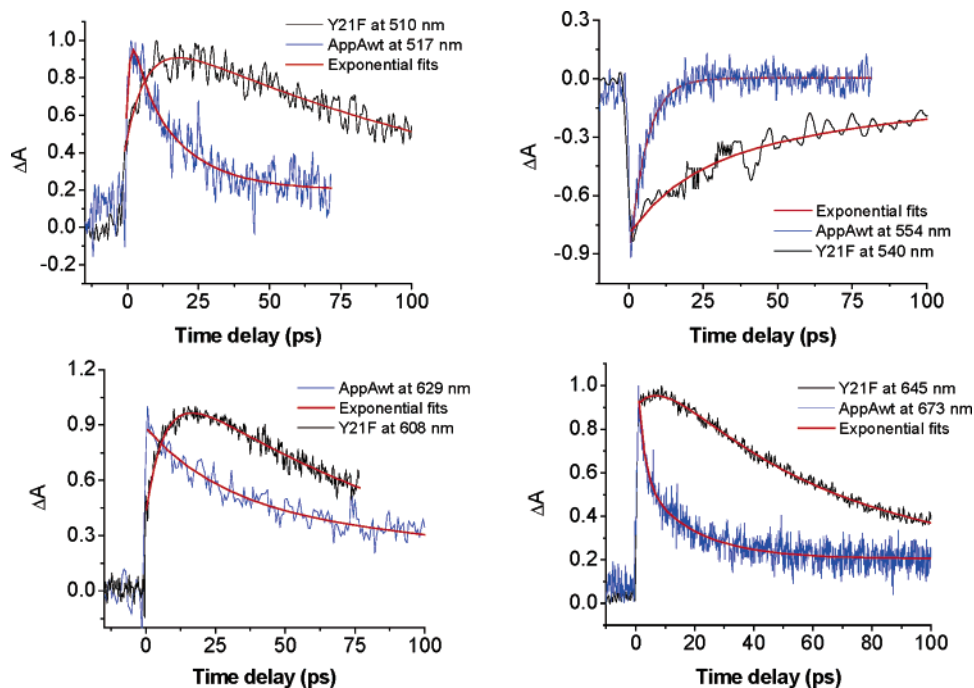 Y21F at 510 nm
AppAwt at 517 nm
Exponential fits
1.0
0.8
0.6
0.4
0.2
0.0
-0.2
ΔA
0 25 50 75 100
Time delay (ps)
0.3
0.0
-0.3
-0.6
-0.9
ΔA
Exponential fits
AppAwt at 554 nm
Y21F at 540 nm
0 25 50 75 100
Time delay (ps)
AppAwt at 629 nm
Exponential fits
Y21F at 608 nm
1.2
0.9
0.6
0.3
0.0
ΔA
0 25 50 75 100
Time delay (ps)
Y21F at 645 nm
AppAwt at 673 nm
Exponential fits
1.0
0.8
0.6
0.4
0.2
0.0
ΔA
0 20 40 60 80 100
Time delay (ps)